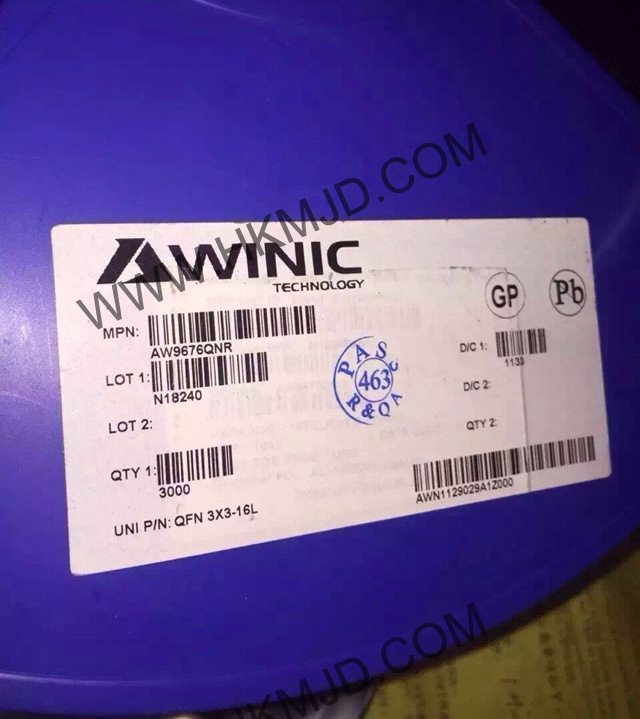 WWW.HKMJD.COM
AWINIC
TECHNOLOGY
GP
Pb
MPN:
AW9676QNR
D/C 1:
1133
LOT 1:
N18240
PAS
463
R&QA
C
D/C 2:
LOT 2:
QTY 2:
QTY 1:
3000
AWN1129029A1Z000
UNI P/N: QFN 3X3-16L
HKMJD.COM